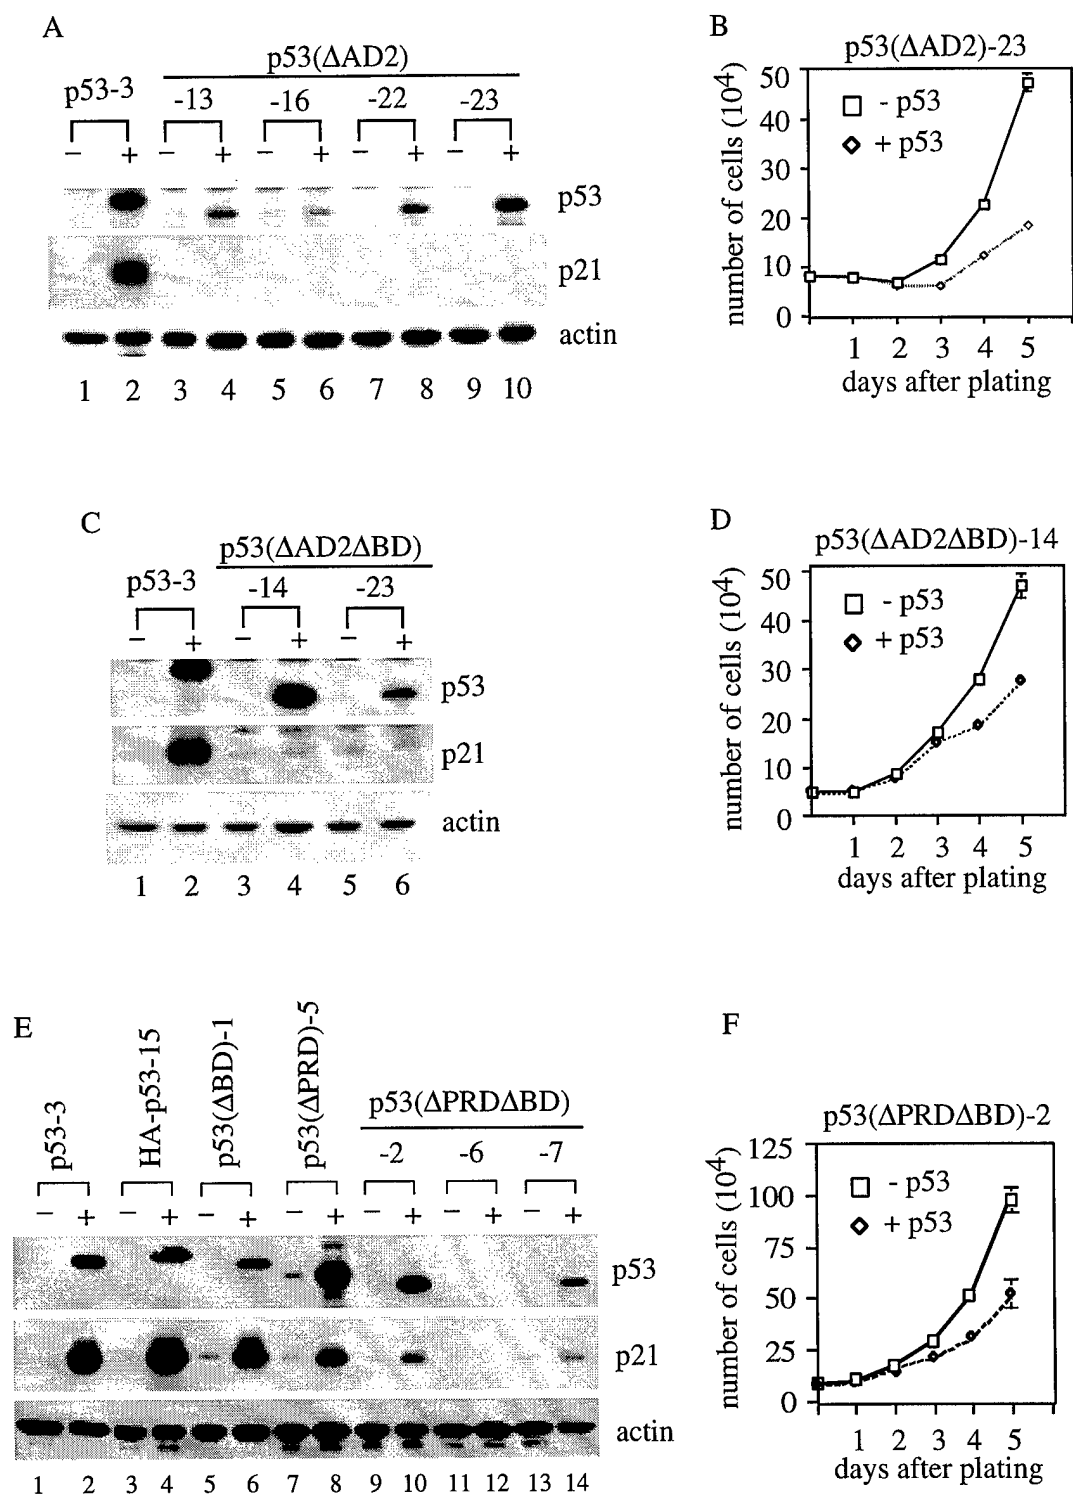 A
p53(ΔAD2)
p53-3
-13 -16 -22 -23
− + − + − + − + − +
p53
p21
actin
1 2 3 4 5 6 7 8 9 10
B
p53(ΔAD2)-23
number of cells (10⁴)
50
40
30
20
10
0
- p53
+ p53
1 2 3 4 5
days after plating
C
p53(ΔAD2ΔBD)
p53-3
-14 -23
− + − + − +
p53
p21
actin
1 2 3 4 5 6
D
p53(ΔAD2ΔBD)-14
number of cells (10⁴)
50
40
30
20
10
0
- p53
+ p53
1 2 3 4 5
days after plating
E
p53-3
HA-p53-15
p53(ΔBD)-1
p53(ΔPRD)-5
p53(ΔPRDΔBD)
-2 -6 -7
− + − + − + − + − + − + − +
p53
p21
actin
1 2 3 4 5 6 7 8 9 10 11 12 13 14
F
p53(ΔPRDΔBD)-2
number of cells (10⁴)
125
100
75
50
25
0
- p53
+ p53
1 2 3 4 5
days after plating